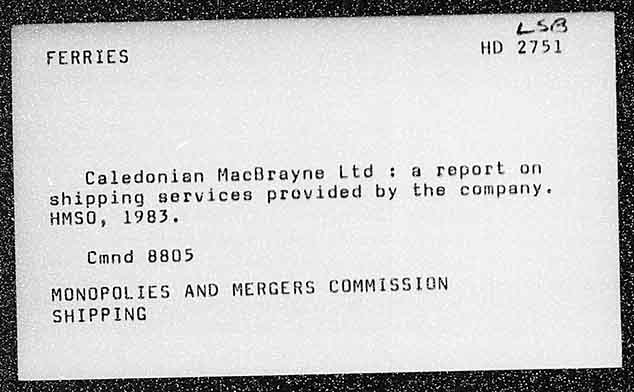 LSB
FERRIES HD 2751
Caledonian MacBrayne Ltd : a report on
shipping services provided by the company.
HMSO, 1983.
Cmnd 8805
MONOPOLIES AND MERGERS COMMISSION
SHIPPING